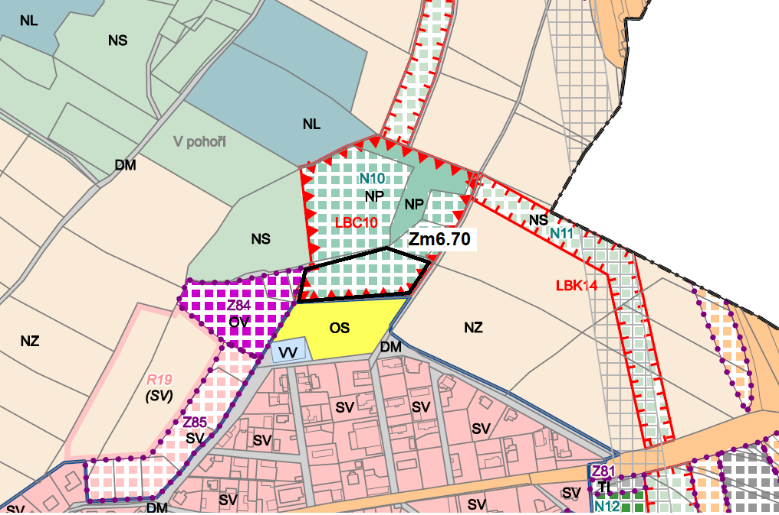 NL
NS
NL
V pohoří
DM
N10
NP
NP
LBC10
NS
N11
NS
Zm6.70
LBK14
Z84
OV
OS
NZ
NZ
VV
DM
R19
(SV)
SV
SV
Z85
SV
SV
SV
Z81
TI
SV
SV
SV
SV
N12
DM